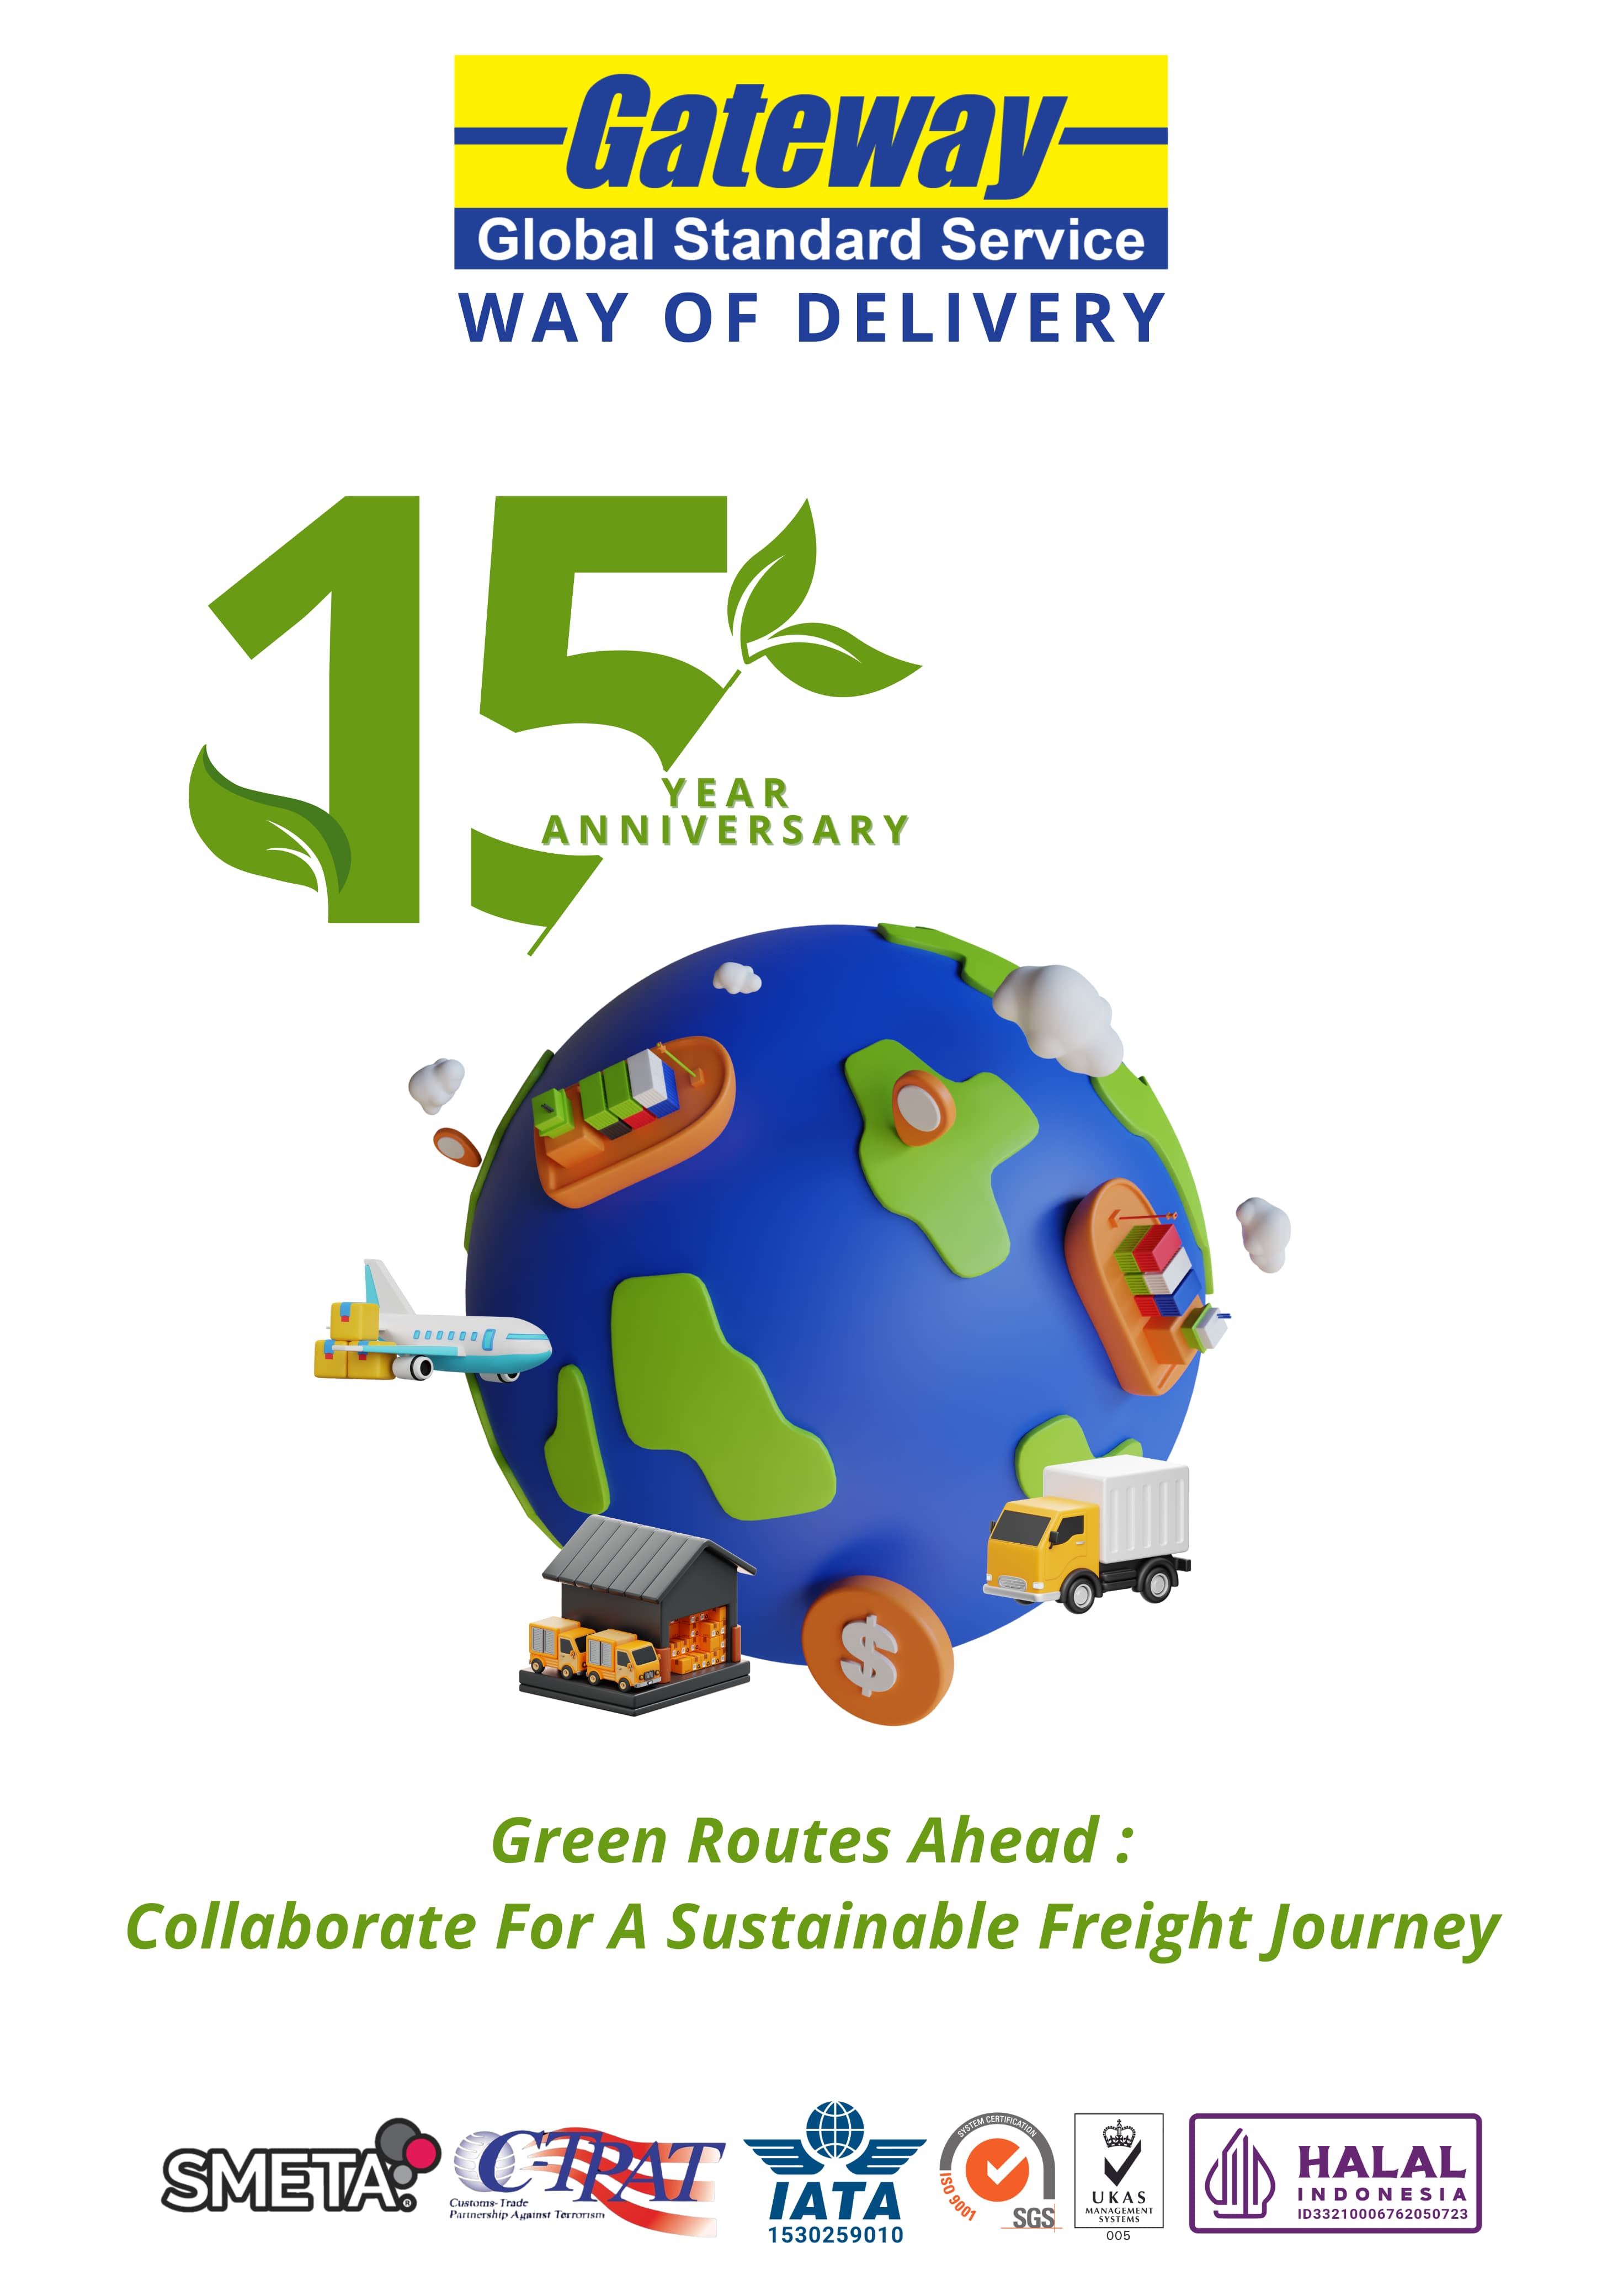 Gateway
Global Standard Service
WAY OF DELIVERY
15
YEAR
ANNIVERSARY
$
Green Routes Ahead :
Collaborate For A Sustainable Freight Journey
SMETA®
C-TPAT
Customs-Trade
Partnership Against Terrorism
IATA
1530259010
SYSTEM CERTIFICATION
ISO 9001
SGS
UKAS
MANAGEMENT
SYSTEMS
005
HALAL
INDONESIA
ID33210006762050723